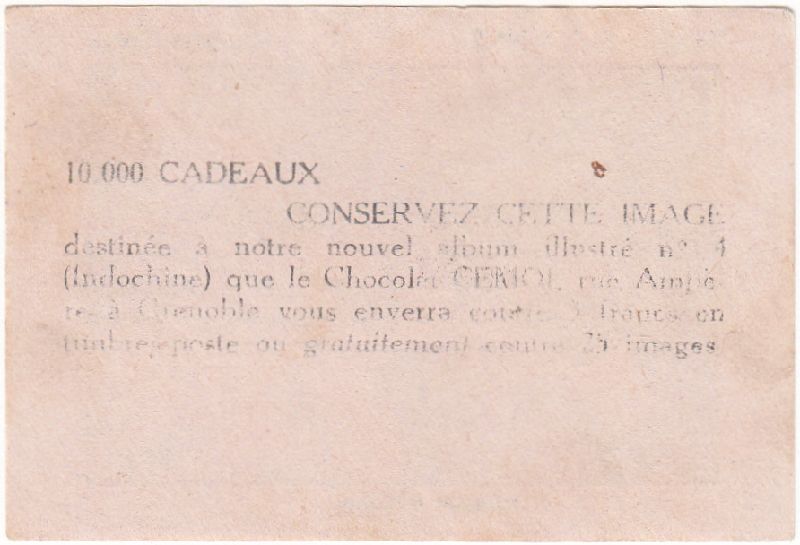 10.000 CADEAUX
CONSERVEZ CETTE IMAGE
destinée à notre nouvel album illustré n° 4
(Indochine) que le Chocolat CEMOI, rue Ampè-
re à Grenoble vous enverra contre 3 francs en
timbres-poste ou gratuitement contre 25 images